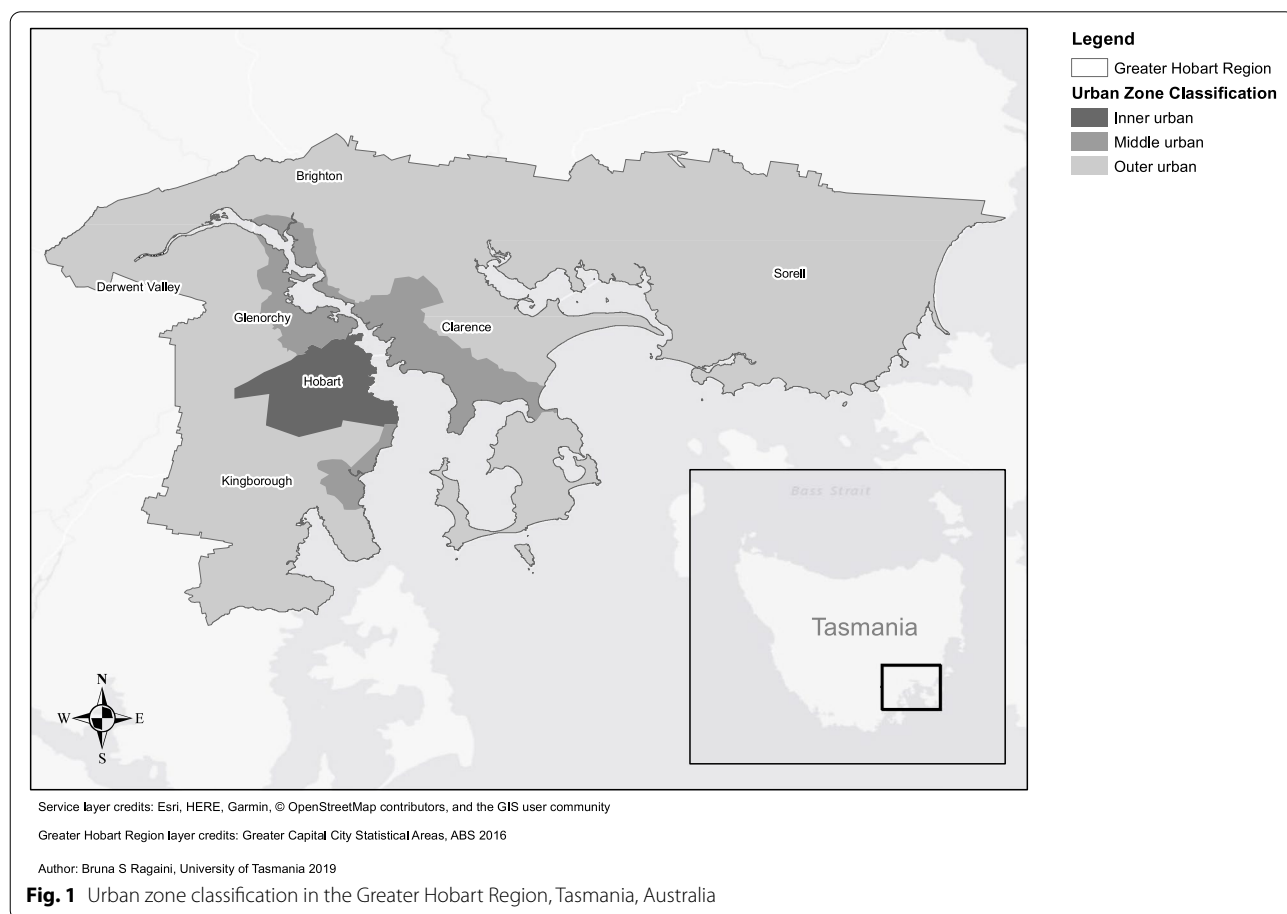 Legend
Greater Hobart Region
Urban Zone Classification
Inner urban
Middle urban
Outer urban
Brighton
Sorell
Derwent Valley
Glenorchy
Clarence
Hobart
Kingborough
Bass Strait
Tasmania
N
W E
S
Service layer credits: Esri, HERE, Garmin, © OpenStreetMap contributors, and the GIS user community
Greater Hobart Region layer credits: Greater Capital City Statistical Areas, ABS 2016
Author: Bruna S Ragaini, University of Tasmania 2019
Fig. 1 Urban zone classification in the Greater Hobart Region, Tasmania, Australia